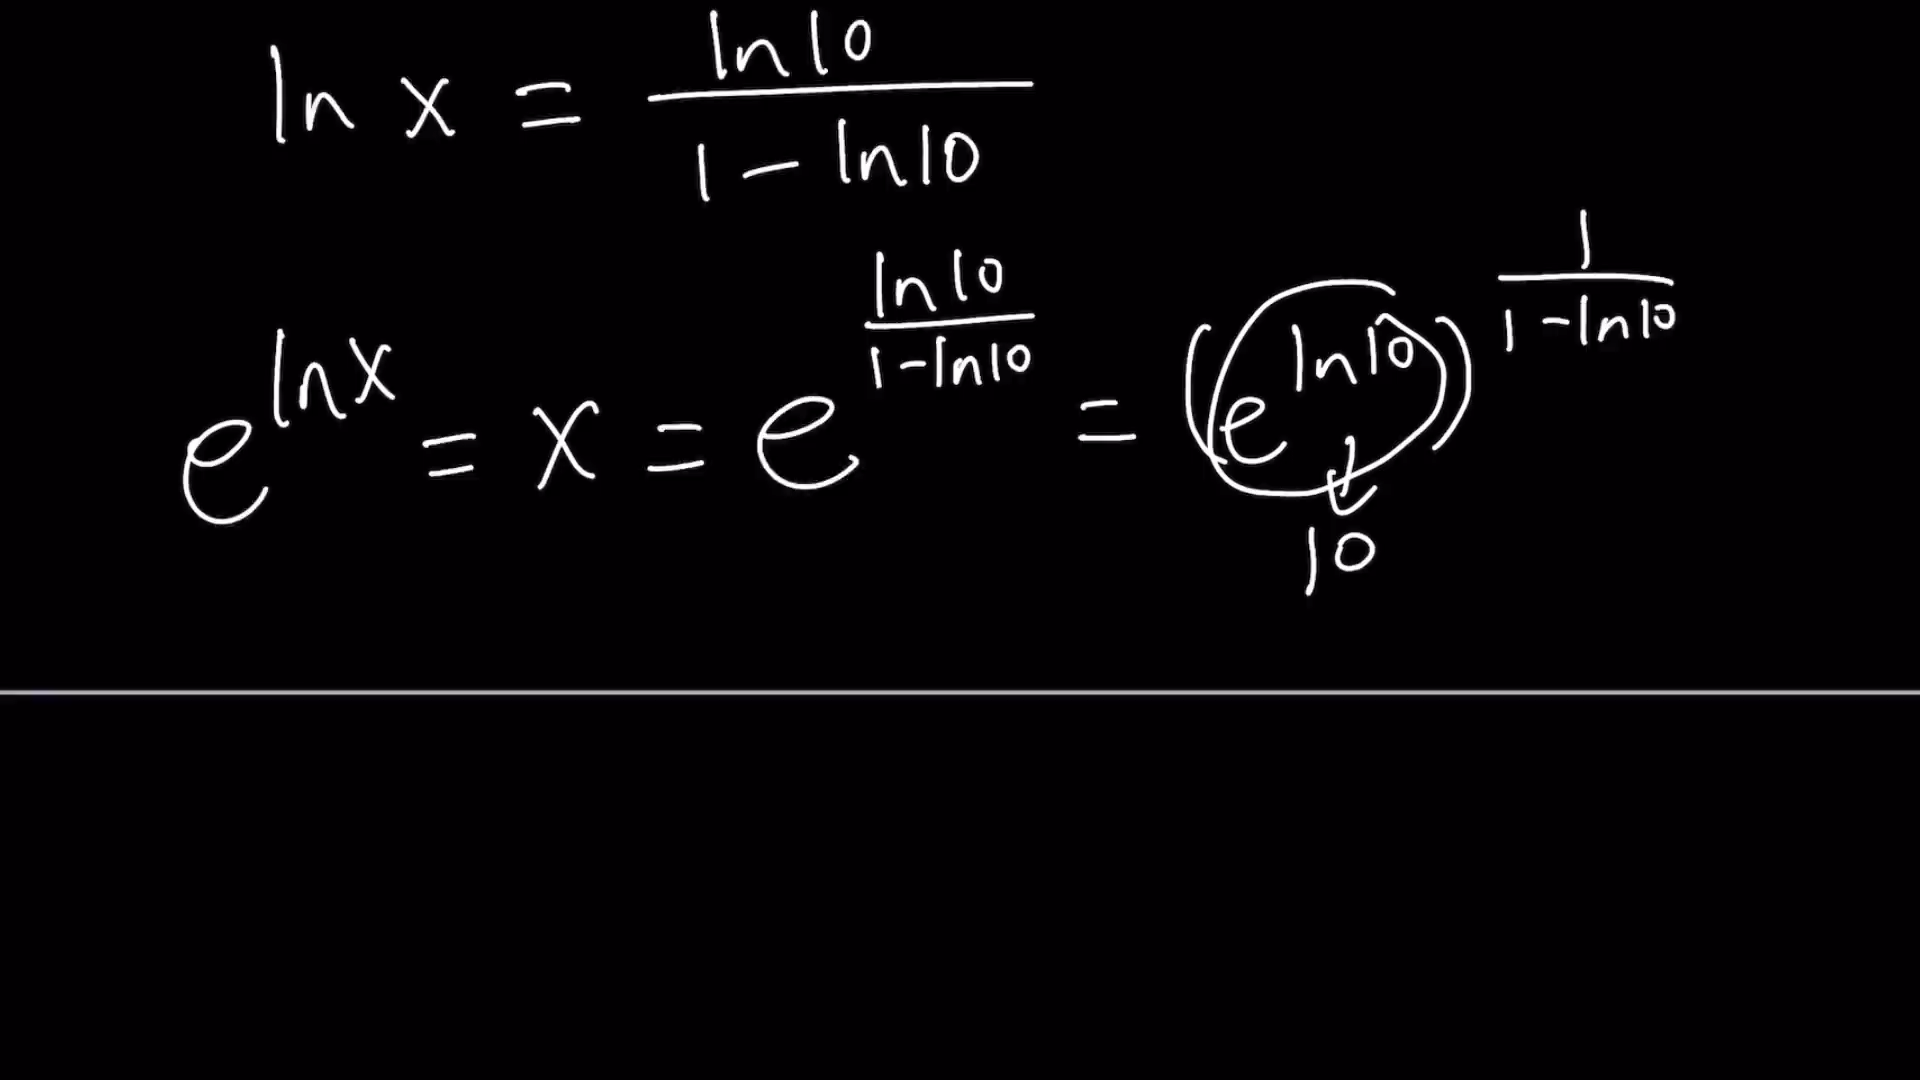 ln x = ln10 / (1 - ln10)
e^(ln x) = x = e^(ln10 / (1 - ln10)) = (e^(ln10))^(1 / (1 - ln10))
10